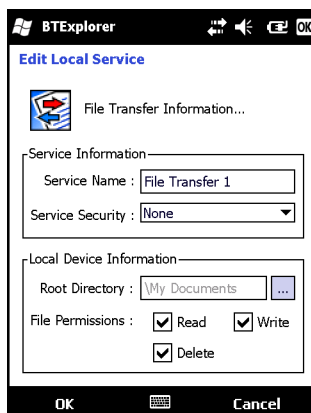 BTExplorer OK
Edit Local Service
File Transfer Information...
Service Information
Service Name : File Transfer 1
Service Security : None
Local Device Information
Root Directory : \My Documents ...
File Permissions : Read Write
Delete
OK Cancel